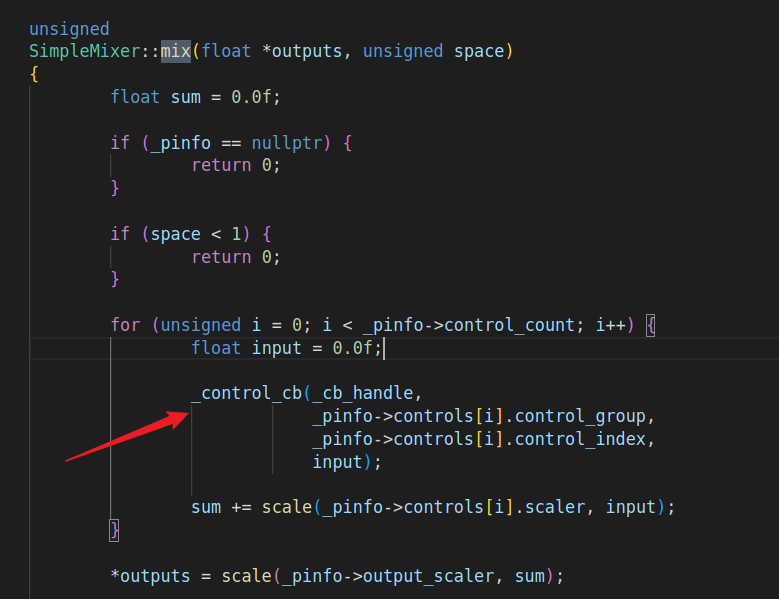 unsigned
SimpleMixer::mix(float *outputs, unsigned space)
{
float sum = 0.0f;
if (_pinfo == nullptr) {
return 0;
}
if (space < 1) {
return 0;
}
for (unsigned i = 0; i < _pinfo->control_count; i++) {
float input = 0.0f;
_control_cb(_cb_handle,
_pinfo->controls[i].control_group,
_pinfo->controls[i].control_index,
input);
sum += scale(_pinfo->controls[i].scaler, input);
}
*outputs = scale(_pinfo->output_scaler, sum);